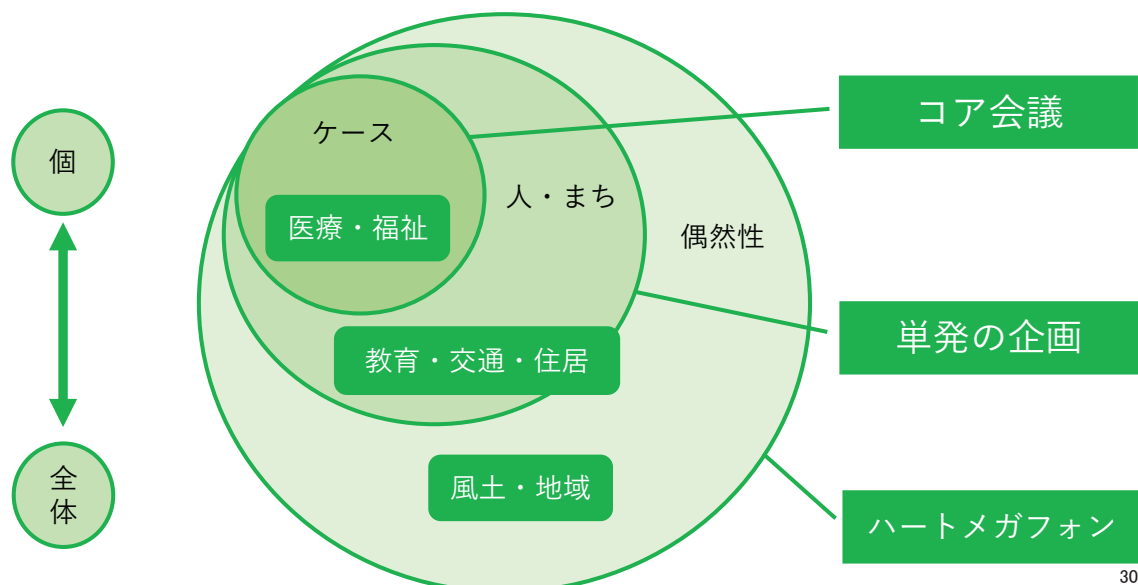 個
全
体
ケース
医療・福祉
人・まち
偶然性
教育・交通・住居
風土・地域
コア会議
単発の企画
ハートメガフォン
30